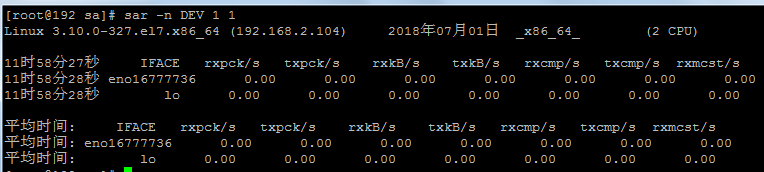 [root@192 sa]# sar -n DEV 1 1
Linux 3.10.0-327.el7.x86_64 (192.168.2.104) 2018年07月01日 _x86_64_ (2 CPU)
11时58分27秒 IFACE rxpck/s txpck/s rxkB/s txkB/s rxcmp/s txcmp/s rxmcst/s
11时58分28秒 eno16777736 0.00 0.00 0.00 0.00 0.00 0.00 0.00
11时58分28秒 lo 0.00 0.00 0.00 0.00 0.00 0.00 0.00
平均时间: IFACE rxpck/s txpck/s rxkB/s txkB/s rxcmp/s txcmp/s rxmcst/s
平均时间: eno16777736 0.00 0.00 0.00 0.00 0.00 0.00 0.00
平均时间: lo 0.00 0.00 0.00 0.00 0.00 0.00 0.00